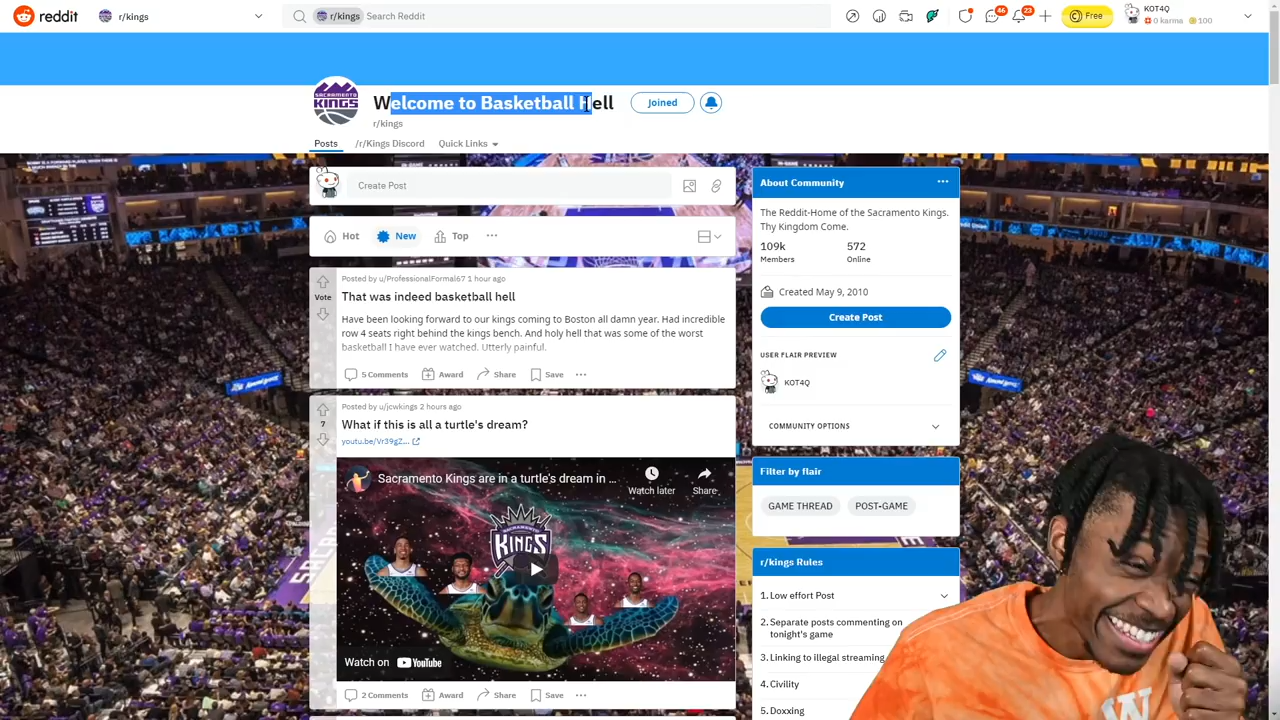 reddit
r/kings
r/kings Search Reddit
46
23
Free
KOT4Q
0 karma 100
SACRAMENTO
KINGS
Welcome to Basketball Hell
Joined
r/kings
Posts
/r/Kings Discord
Quick Links
Create Post
Hot
New
Top
Posted by u/ProfessionalFormal67 1 hour ago
Vote
That was indeed basketball hell
Have been looking forward to our kings coming to Boston all damn year. Had incredible
row 4 seats right behind the kings bench. And holy hell that was some of the worst
basketball I have ever watched. Utterly painful.
5 Comments
Award
Share
Save
Posted by u/jcwkings 2 hours ago
7
What if this is all a turtle's dream?
youtu.be/Vr39gZ...
Sacramento Kings are in a turtle's dream in ...
Watch later
Share
SACRAMENTO
KINGS
Watch on YouTube
2 Comments
Award
Share
Save
About Community
The Reddit-Home of the Sacramento Kings.
Thy Kingdom Come.
109k
572
Members
Online
Created May 9, 2010
Create Post
USER FLAIR PREVIEW
KOT4Q
COMMUNITY OPTIONS
Filter by flair
GAME THREAD
POST-GAME
r/kings Rules
1. Low effort Post
2. Separate posts commenting on
tonight's game
3. Linking to illegal streaming
4. Civility
5. Doxxing